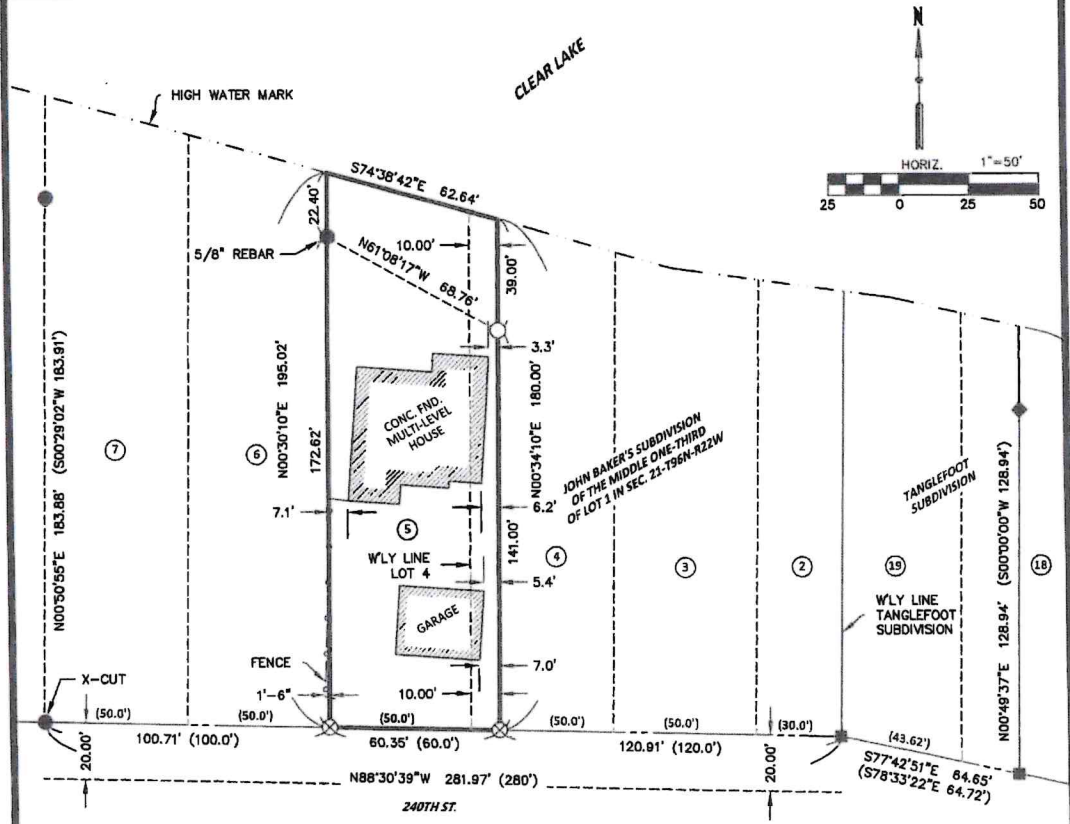 N
CLEAR LAKE
HIGH WATER MARK
HORIZ. 1"=50'
25 0 25 50
S74°38'42"E 62.64'
22.40'
5/8" REBAR
10.00'
N61°08'17"W 68.76'
39.00'
3.3'
N00°50'55"E 183.88' (S00°29'02"W 183.91')
7
6
N00°30'10"E 195.02'
172.62'
CONC. FND.
MULTI-LEVEL
HOUSE
N00°34'10"E 180.00'
141.00'
JOHN BAKER'S SUBDIVISION
OF THE MIDDLE ONE-THIRD
OF LOT 1 IN SEC. 21-T96N-R22W
TANGLEFOOT
SUBDIVISION
7.1'
5
6.2'
W'LY LINE
LOT 4
4
3
2
19
18
5.4'
W'LY LINE
TANGLEFOOT
SUBDIVISION
N00°49'37"E 128.94' (S00°00'00"W 128.94')
GARAGE
FENCE
7.0'
X-CUT
1'-6"
10.00'
(50.0') (50.0') (50.0') (50.0') (50.0') (30.0') (43.62')
20.00'
100.71' (100.0') 60.35' (60.0') 120.91' (120.0')
20.00'
S77°42'51"E 64.65'
(S78°33'22"E 64.72')
N88°30'39"W 281.97' (280')
240TH ST.